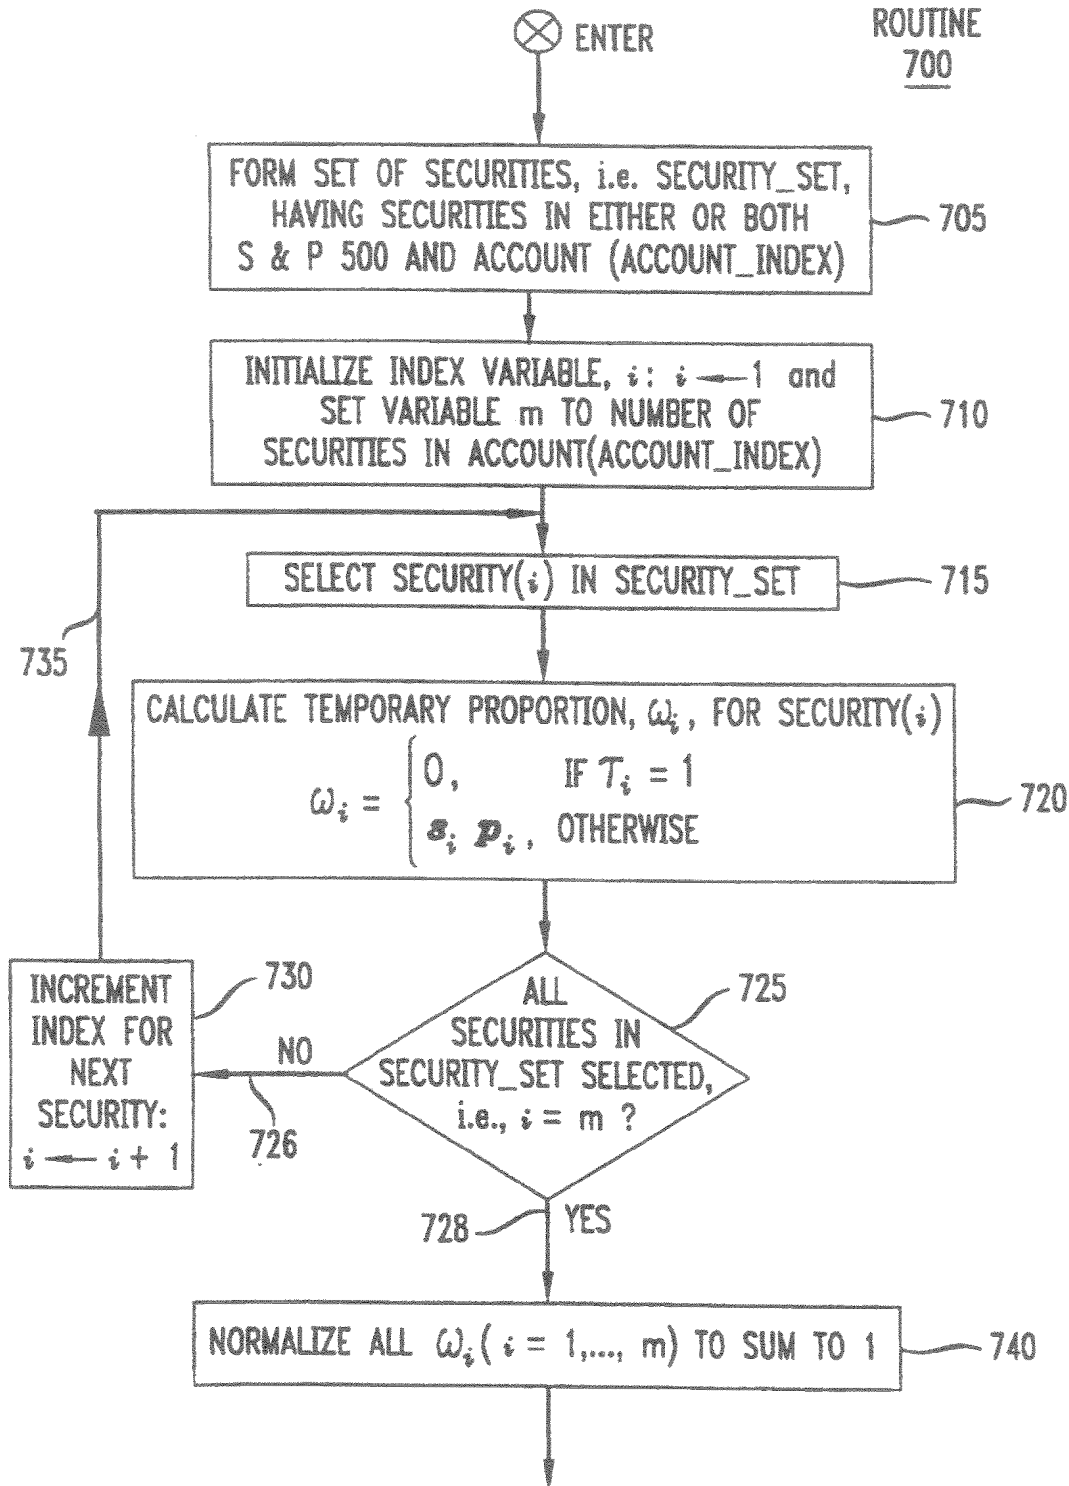 ENTER
ROUTINE
700
FORM SET OF SECURITIES, i.e. SECURITY_SET,
HAVING SECURITIES IN EITHER OR BOTH
S & P 500 AND ACCOUNT (ACCOUNT_INDEX)
705
INITIALIZE INDEX VARIABLE, i: i ← 1 and
SET VARIABLE m TO NUMBER OF
SECURITIES IN ACCOUNT(ACCOUNT_INDEX)
710
SELECT SECURITY(i) IN SECURITY_SET
715
735
CALCULATE TEMPORARY PROPORTION, ωi, FOR SECURITY(i)
0, IF τi = 1
ωi =
si pi, OTHERWISE
720
ALL
SECURITIES IN
SECURITY_SET SELECTED,
i.e., i = m ?
725
NO
726
INCREMENT
INDEX FOR
NEXT
SECURITY:
i ← i + 1
730
728
YES
NORMALIZE ALL ωi( i = 1,..., m) TO SUM TO 1
740